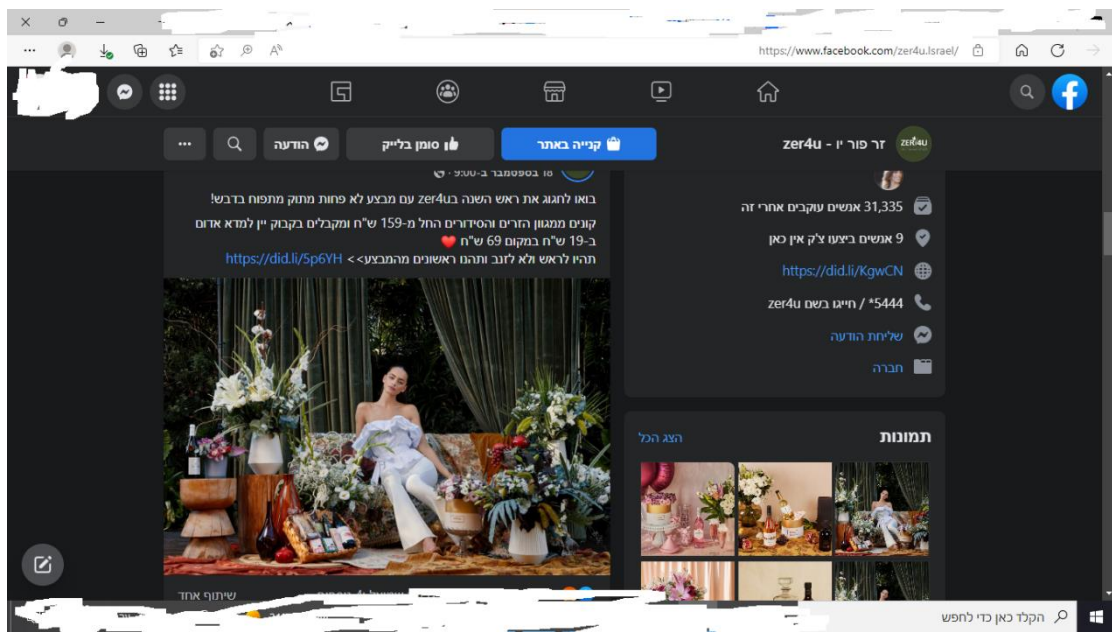 https://www.facebook.com/zer4u.Israel/
זר פור יו - zer4u
ZER4U
קנייה באתר
סומן בלייק
הודעה
31,335 אנשים עוקבים אחרי זה
9 אנשים ביצעו צ'ק אין כאן
https://did.li/KgwCN
5444* / חייגו בשם zer4u
שליחת הודעה
חברה
תמונות
הצג הכל
18 בספטמבר ב-9:00
בואו לחגוג את ראש השנה בzer4u עם מבצע לא פחות מתוק מתפוח בדבש!
קונים ממגוון הזרים והסידורים החל מ-159 ש"ח ומקבלים בקבוק יין למדא אדום
ב-19 ש"ח במקום 69 ש"ח
תהיו לראש ולא לזנב ותהנו ראשונים מהמבצע>> https://did.li/5p6YH
שיתוף אחד
הקלד כאן כדי לחפש